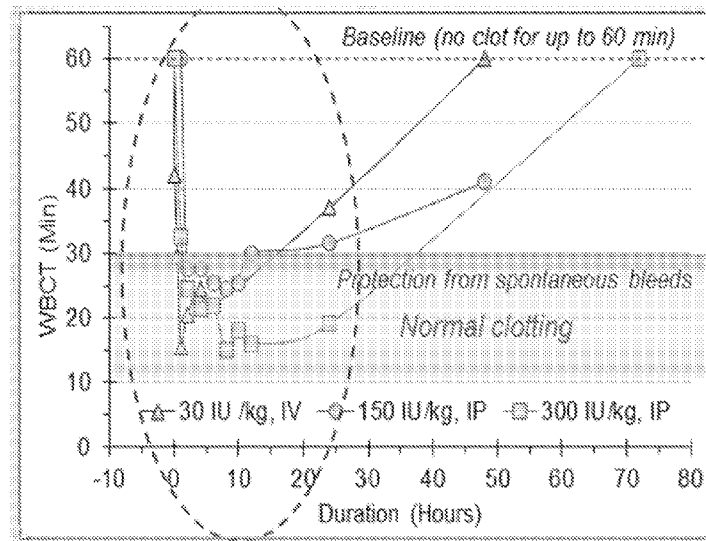 Baseline (no clot for up to 60 min)
60
50
40
30
20
10
0
WBCT (Min)
Protection from spontaneous bleeds
Normal clotting
30 IU /kg, IV
150 IU/kg, IP
300 IU/kg, IP
-10 0 10 20 30 40 50 60 70 80
Duration (Hours)